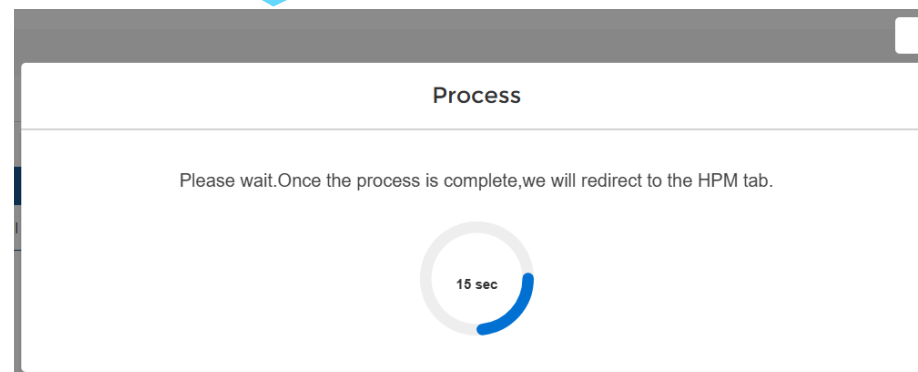 Process
Please wait.Once the process is complete,we will redirect to the HPM tab.
15 sec